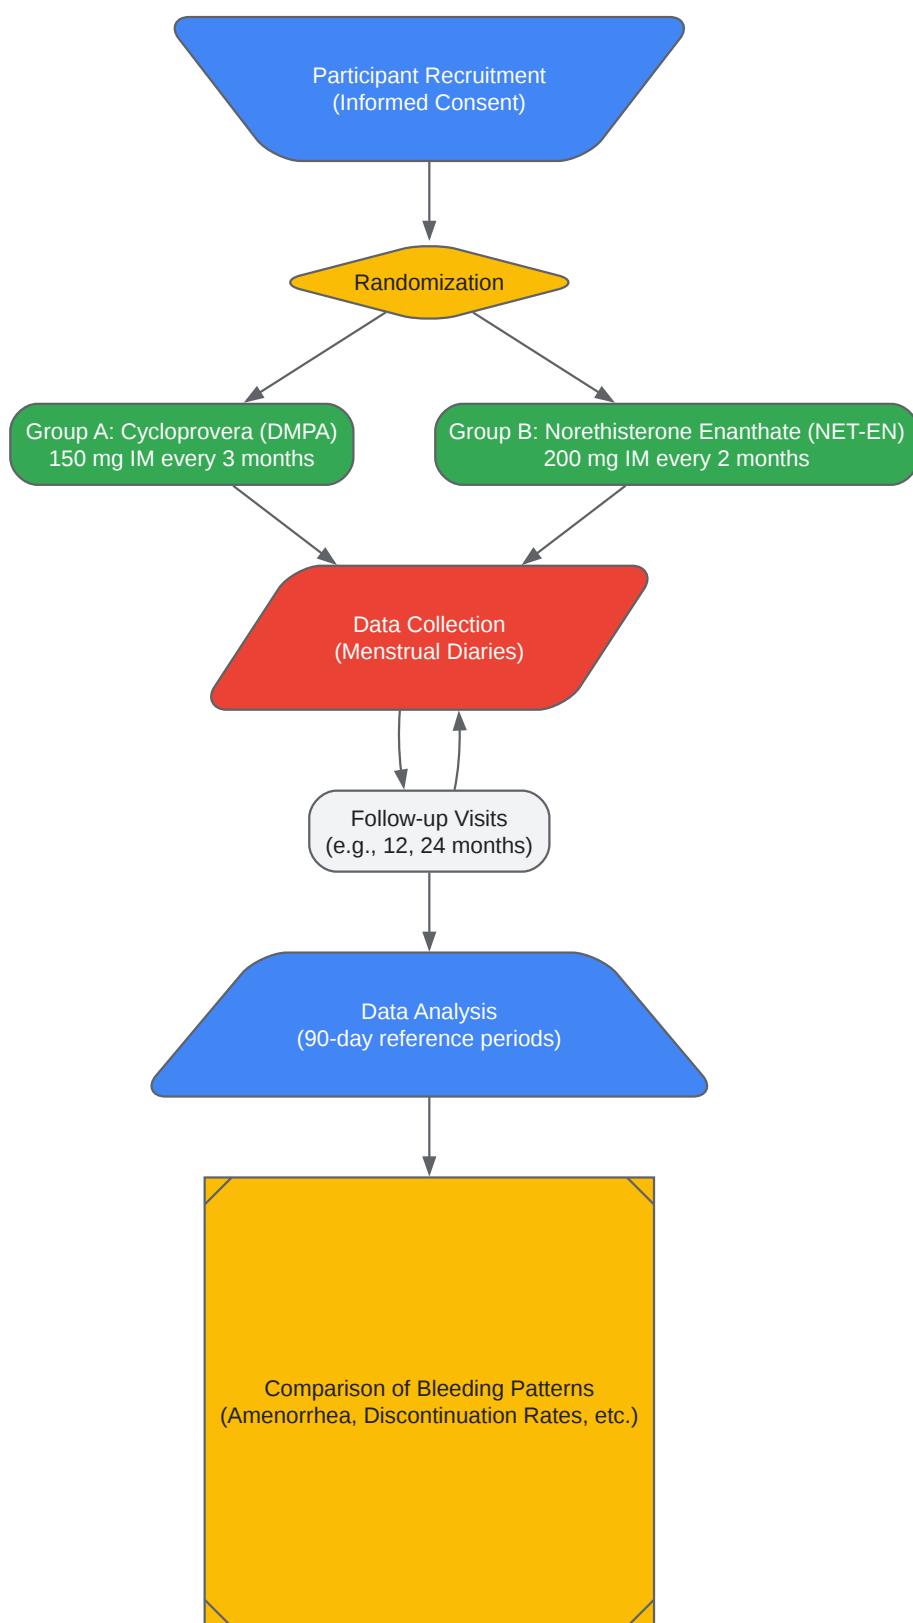 Participant Recruitment
(Informed Consent)
Randomization
Group A: Cycloprovera (DMPA)
150 mg IM every 3 months
Group B: Norethisterone Enanthate (NET-EN)
200 mg IM every 2 months
Data Collection
(Menstrual Diaries)
Follow-up Visits
(e.g., 12, 24 months)
Data Analysis
(90-day reference periods)
Comparison of Bleeding Patterns
(Amenorrhea, Discontinuation Rates, etc.)